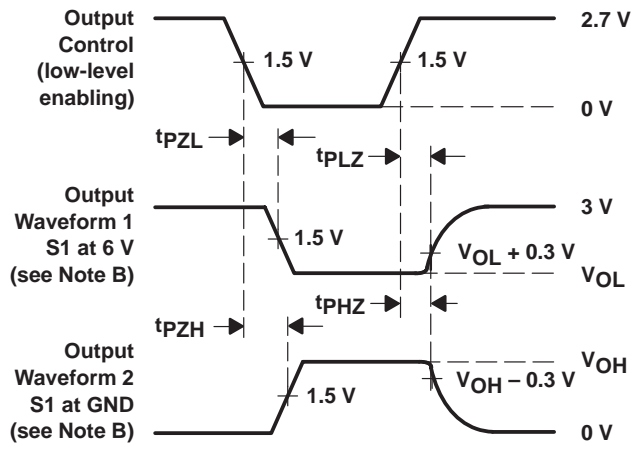 Output
Control
(low-level
enabling)
1.5 V
1.5 V
2.7 V
0 V
tPZL
tPLZ
Output
Waveform 1
S1 at 6 V
(see Note B)
1.5 V
3 V
VOL + 0.3 V
VOL
tPHZ
tPZH
Output
Waveform 2
S1 at GND
(see Note B)
1.5 V
VOH
VOH – 0.3 V
0 V